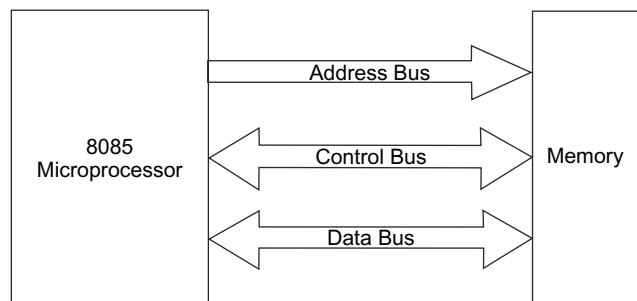 8085
Microprocessor
Address Bus
Control Bus
Data Bus
Memory